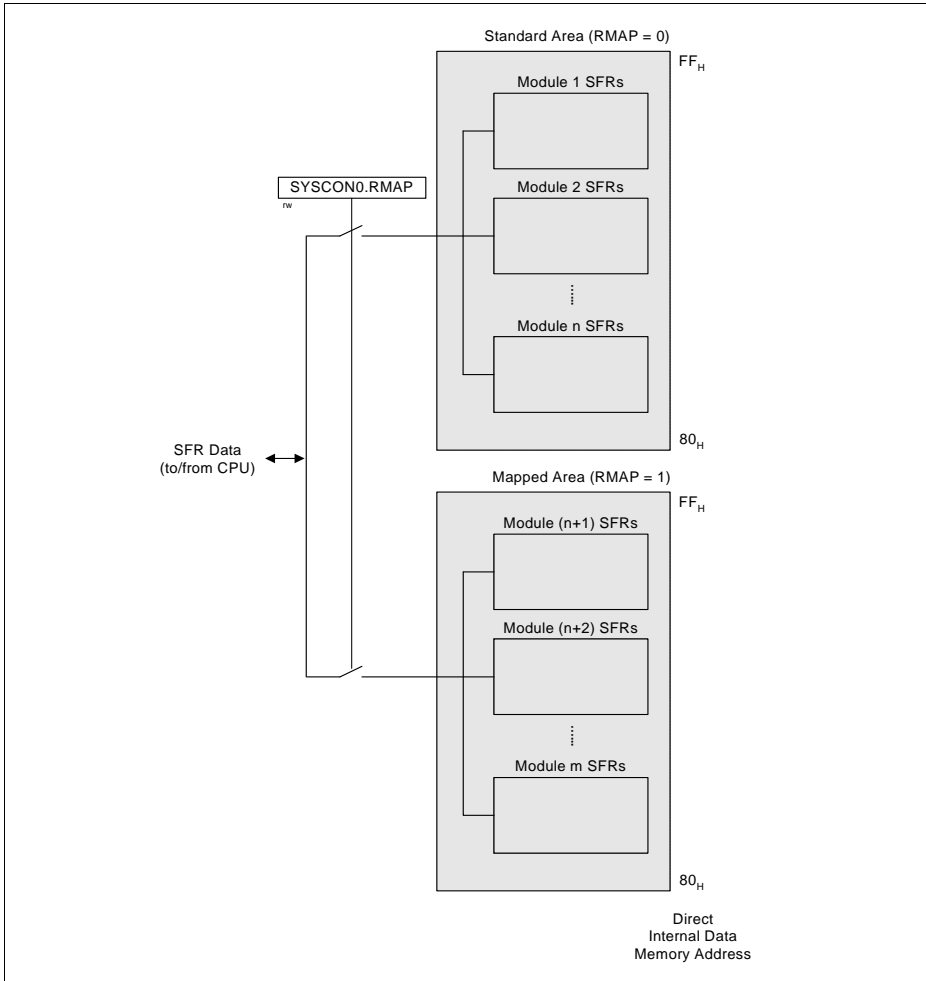 Standard Area (RMAP = 0)
FFH
Module 1 SFRs
SYSCON0.RMAP
rw
Module 2 SFRs
Module n SFRs
80H
SFR Data
(to/from CPU)
Mapped Area (RMAP = 1)
FFH
Module (n+1) SFRs
Module (n+2) SFRs
Module m SFRs
80H
Direct
Internal Data
Memory Address